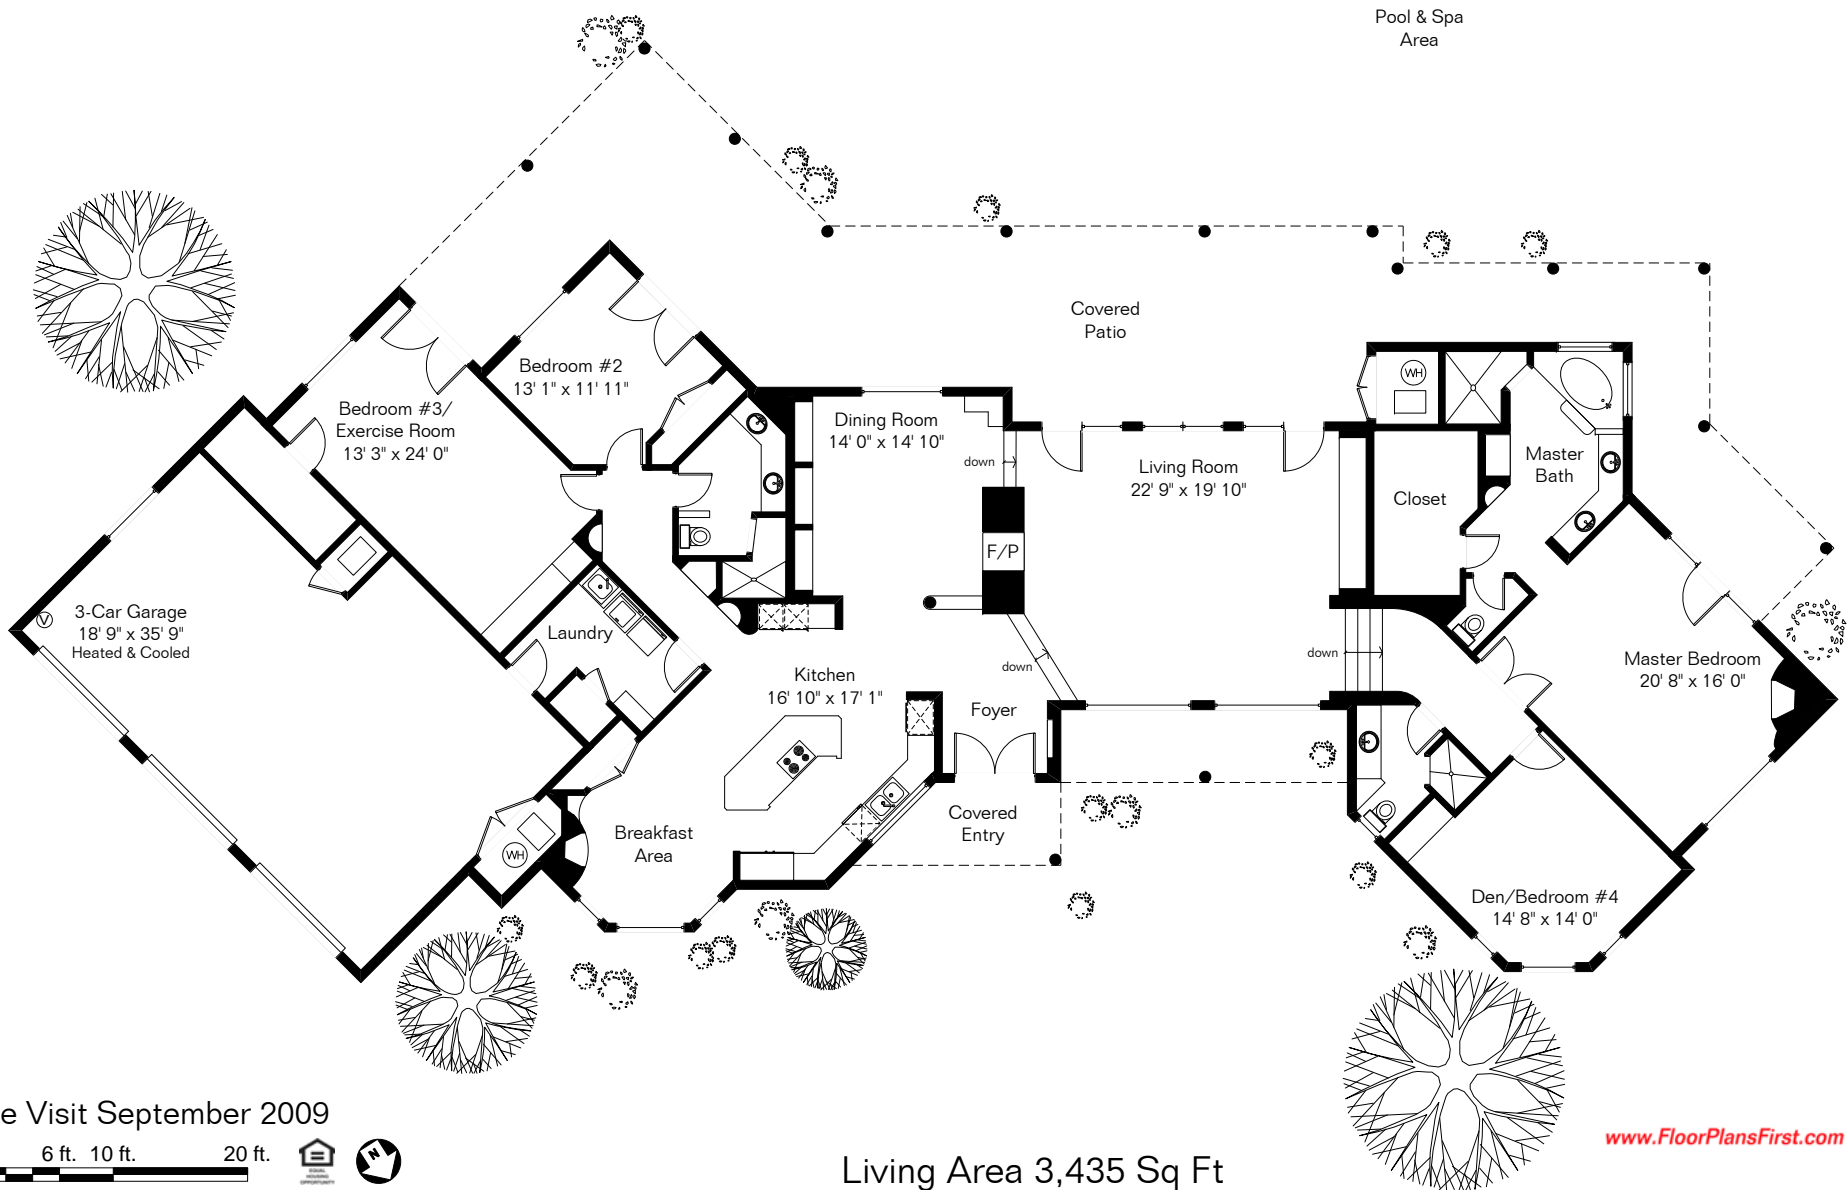 Pool & Spa
Area
Covered
Patio
Bedroom #2
13' 1" x 11' 11"
Bedroom #3/
Exercise Room
13' 3" x 24' 0"
Dining Room
14' 0" x 14' 10"
down
Living Room
22' 9" x 19' 10"
F/P
WH
Master
Bath
Closet
3-Car Garage
18' 9" x 35' 9"
Heated & Cooled
V
Laundry
Kitchen
16' 10" x 17' 1"
down
down
Foyer
Master Bedroom
20' 8" x 16' 0"
Covered
Entry
Breakfast
Area
WH
Den/Bedroom #4
14' 8" x 14' 0"
e Visit September 2009
6 ft. 10 ft. 20 ft.
EQUAL
HOUSING
OPPORTUNITY
N
Living Area 3,435 Sq Ft
www.FloorPlansFirst.com